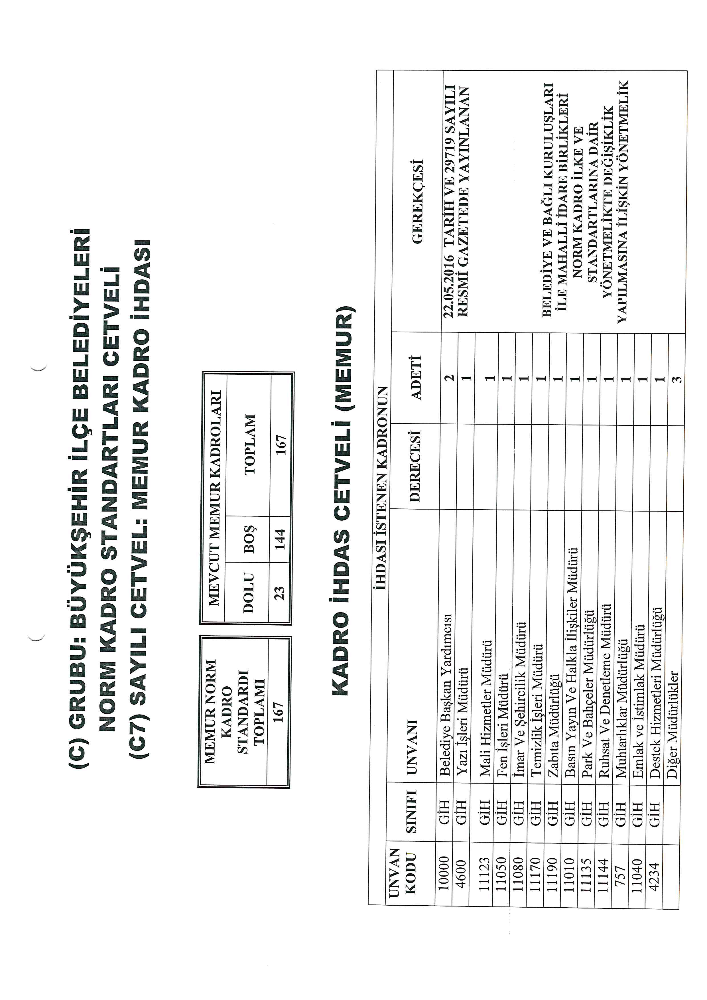 (C) GRUBU: BÜYÜKŞEHİR İLÇE BELEDİYELERİ
NORM KADRO STANDARTLARI CETVELİ
(C7) SAYILI CETVEL: MEMUR KADRO İHDASI
MEMUR NORM
KADRO
STANDARDI
TOPLAMI
167
MEVCUT MEMUR KADROLARI
DOLU BOŞ TOPLAM
23 144 167
KADRO İHDAS CETVELİ (MEMUR)
İHDASI İSTENEN KADRONUN
UNVAN
KODU SINIFI UNVANI DERECESİ ADETİ GEREKÇESİ
10000 GİH Belediye Başkan Yardımcısı 2
4600 GİH Yazı İşleri Müdürü 1
11123 GİH Mali Hizmetler Müdürü 1
11050 GİH Fen İşleri Müdürü 1
11080 GİH İmar Ve Şehircilik Müdürü 1
11170 GİH Temizlik İşleri Müdürü 1
11190 GİH Zabıta Müdürlüğü 1
11010 GİH Basın Yayın Ve Halkla İlişkiler Müdürü 1
11135 GİH Park Ve Bahçeler Müdürlüğü 1
11144 GİH Ruhsat Ve Denetleme Müdürü 1
757 GİH Muhtarlıklar Müdürlüğü 1
11040 GİH Emlak ve İstimlak Müdürü 1
4234 GİH Destek Hizmetleri Müdürlüğü 1
Diğer Müdürlükler 3
22.05.2016 TARİH VE 29719 SAYILI
RESMİ GAZETEDE YAYINLANAN
BELEDİYE VE BAĞLI KURULUŞLARI
İLE MAHALLİ İDARE BİRLİKLERİ
NORM KADRO İLKE VE
STANDARTLARINA DAİR
YÖNETMELİKTE DEĞİŞİKLİK
YAPILMASINA İLİŞKİN YÖNETMELİK